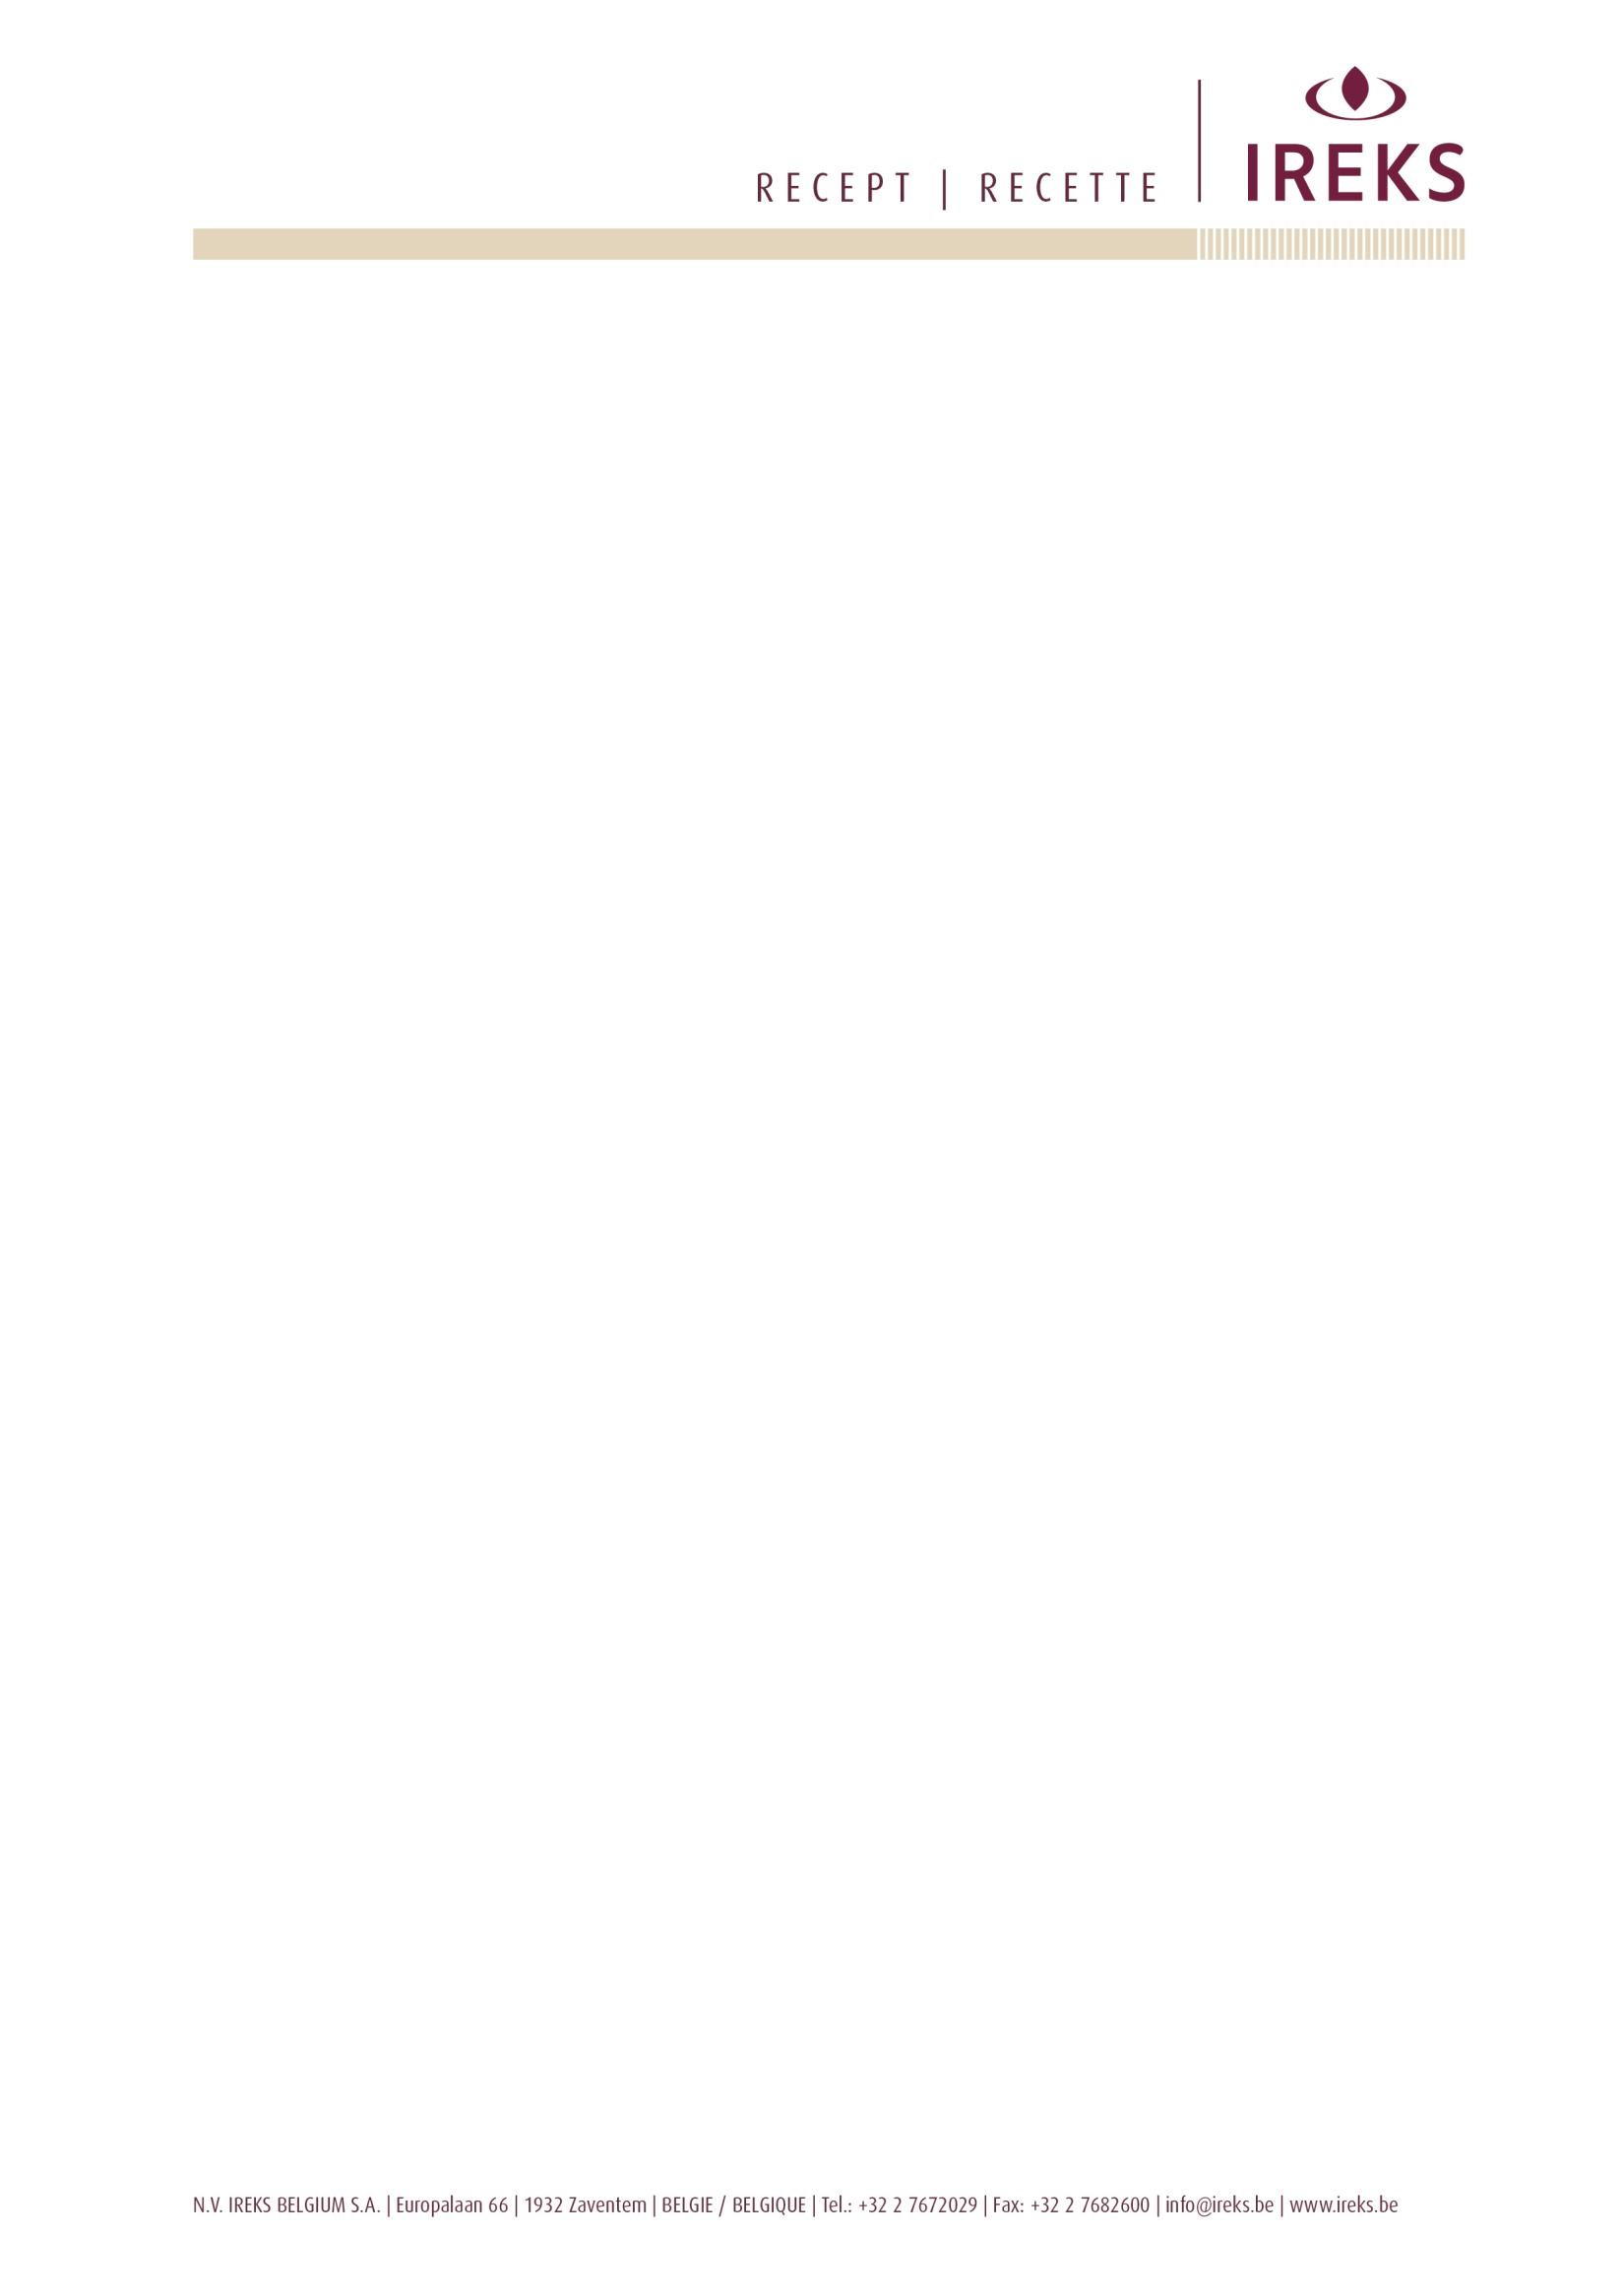 RECEPT | RECETTE
IREKS
N.V. IREKS BELGIUM S.A. | Europalaan 66 | 1932 Zaventem | BELGIE / BELGIQUE | Tel.: +32 2 7672029 | Fax: +32 2 7682600 | info@ireks.be | www.ireks.be